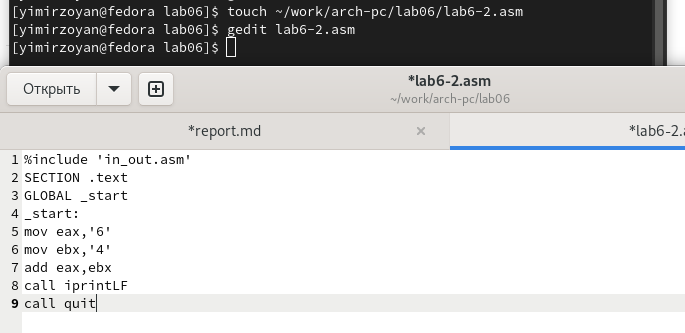 [yimirzoyan@fedora lab06]$ touch ~/work/arch-pc/lab06/lab6-2.asm
[yimirzoyan@fedora lab06]$ gedit lab6-2.asm
[yimirzoyan@fedora lab06]$
Открыть
*lab6-2.asm
~/work/arch-pc/lab06
*report.md × *lab6-2.
1 %include 'in_out.asm'
2 SECTION .text
3 GLOBAL _start
4 _start:
5 mov eax,'6'
6 mov ebx,'4'
7 add eax,ebx
8 call iprintLF
9 call quit